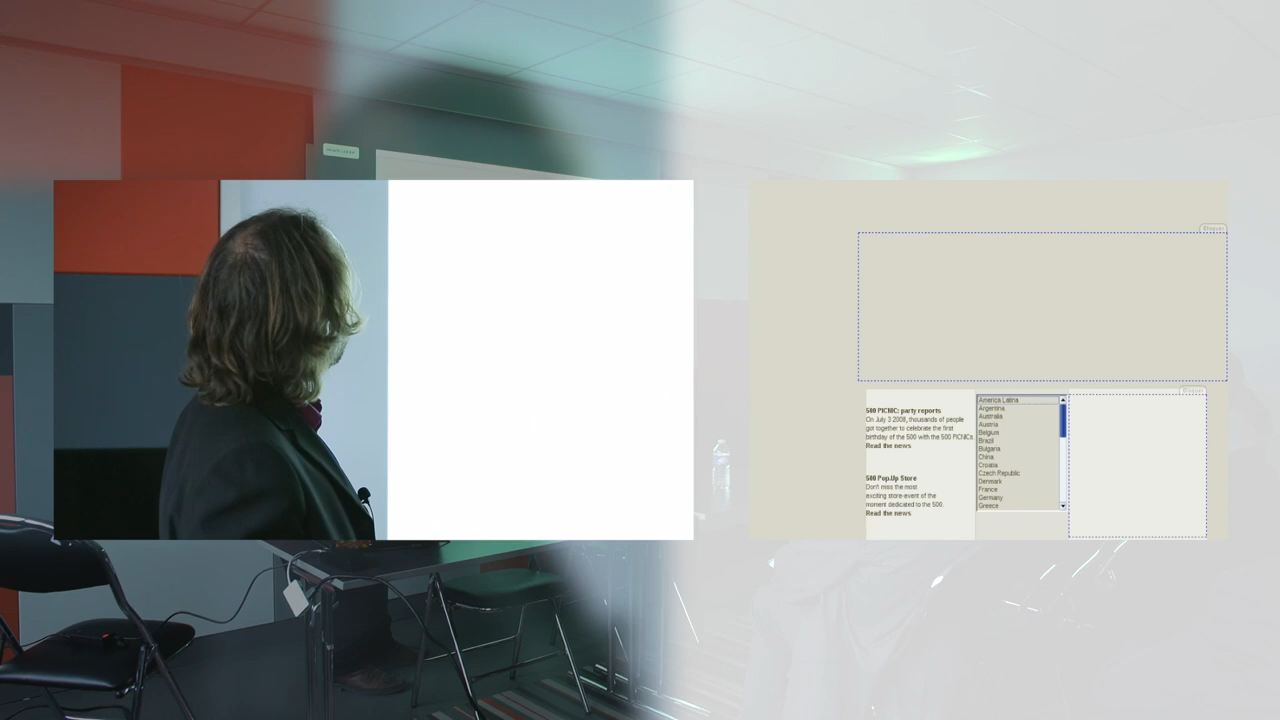 500 PICNIC: party reports
On July 3 2008, thousands of people
got together to celebrate the first
birthday of the 500 with the 500 PICNICs.
Read the news
500 Pop.Up Store
Don't miss the most
exciting store-event of the
moment dedicated to the 500.
Read the news
America Latina
Argentina
Australia
Austria
Belgium
Brazil
Bulgaria
China
Croatia
Czech Republic
Denmark
France
Germany
Greece